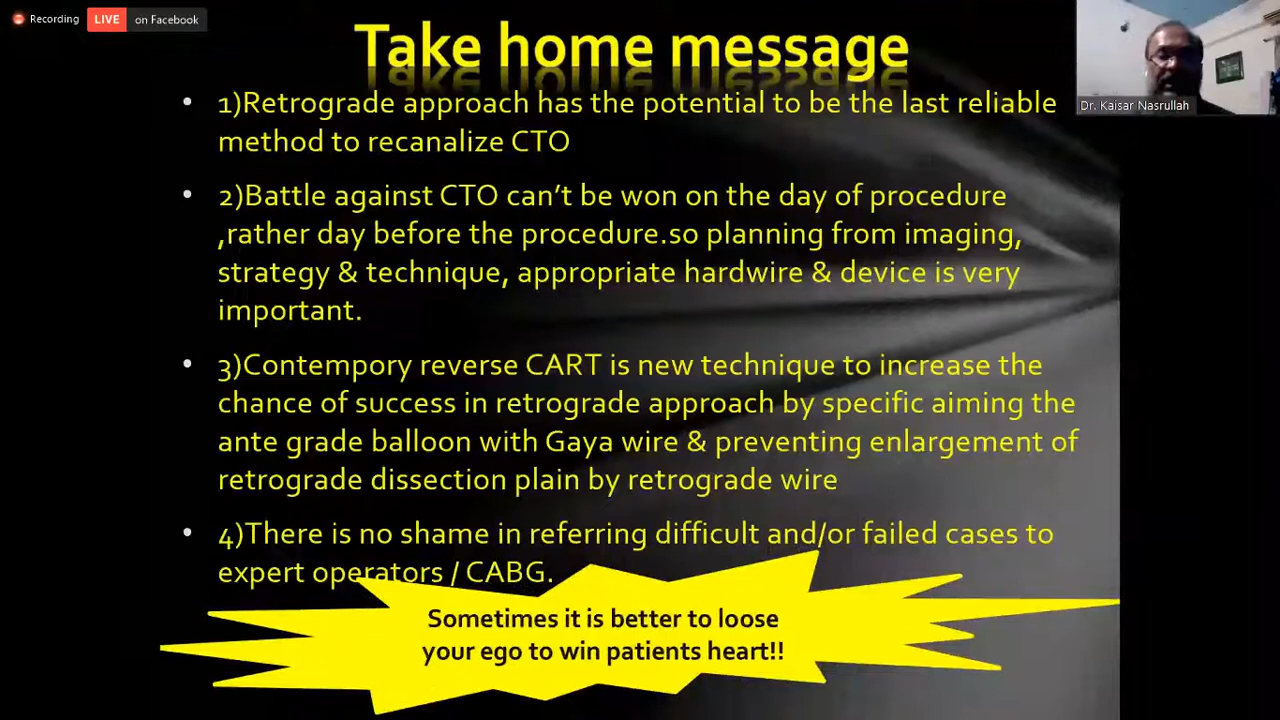 Recording
LIVE on Facebook
Take home message
Dr. Kaisar Nasrullah
• 1)Retrograde approach has the potential to be the last reliable
method to recanalize CTO
• 2)Battle against CTO can’t be won on the day of procedure
,rather day before the procedure.so planning from imaging,
strategy & technique, appropriate hardwire & device is very
important.
• 3)Contempory reverse CART is new technique to increase the
chance of success in retrograde approach by specific aiming the
ante grade balloon with Gaya wire & preventing enlargement of
retrograde dissection plain by retrograde wire
• 4)There is no shame in referring difficult and/or failed cases to
expert operators / CABG.
Sometimes it is better to loose
your ego to win patients heart!!